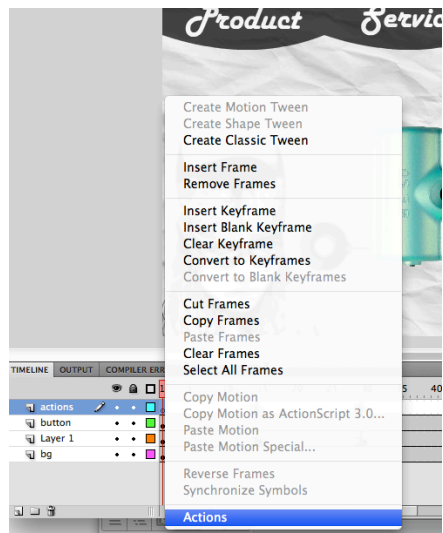 Product Servic
Create Motion Tween
Create Shape Tween
Create Classic Tween
Insert Frame
Remove Frames
Insert Keyframe
Insert Blank Keyframe
Clear Keyframe
Convert to Keyframes
Convert to Blank Keyframes
Cut Frames
Copy Frames
Paste Frames
Clear Frames
Select All Frames
Copy Motion
Copy Motion as ActionScript 3.0...
Paste Motion
Paste Motion Special...
Reverse Frames
Synchronize Symbols
Actions
TIMELINE OUTPUT COMPILER ERR
1 5 40
actions
button
Layer 1
bg